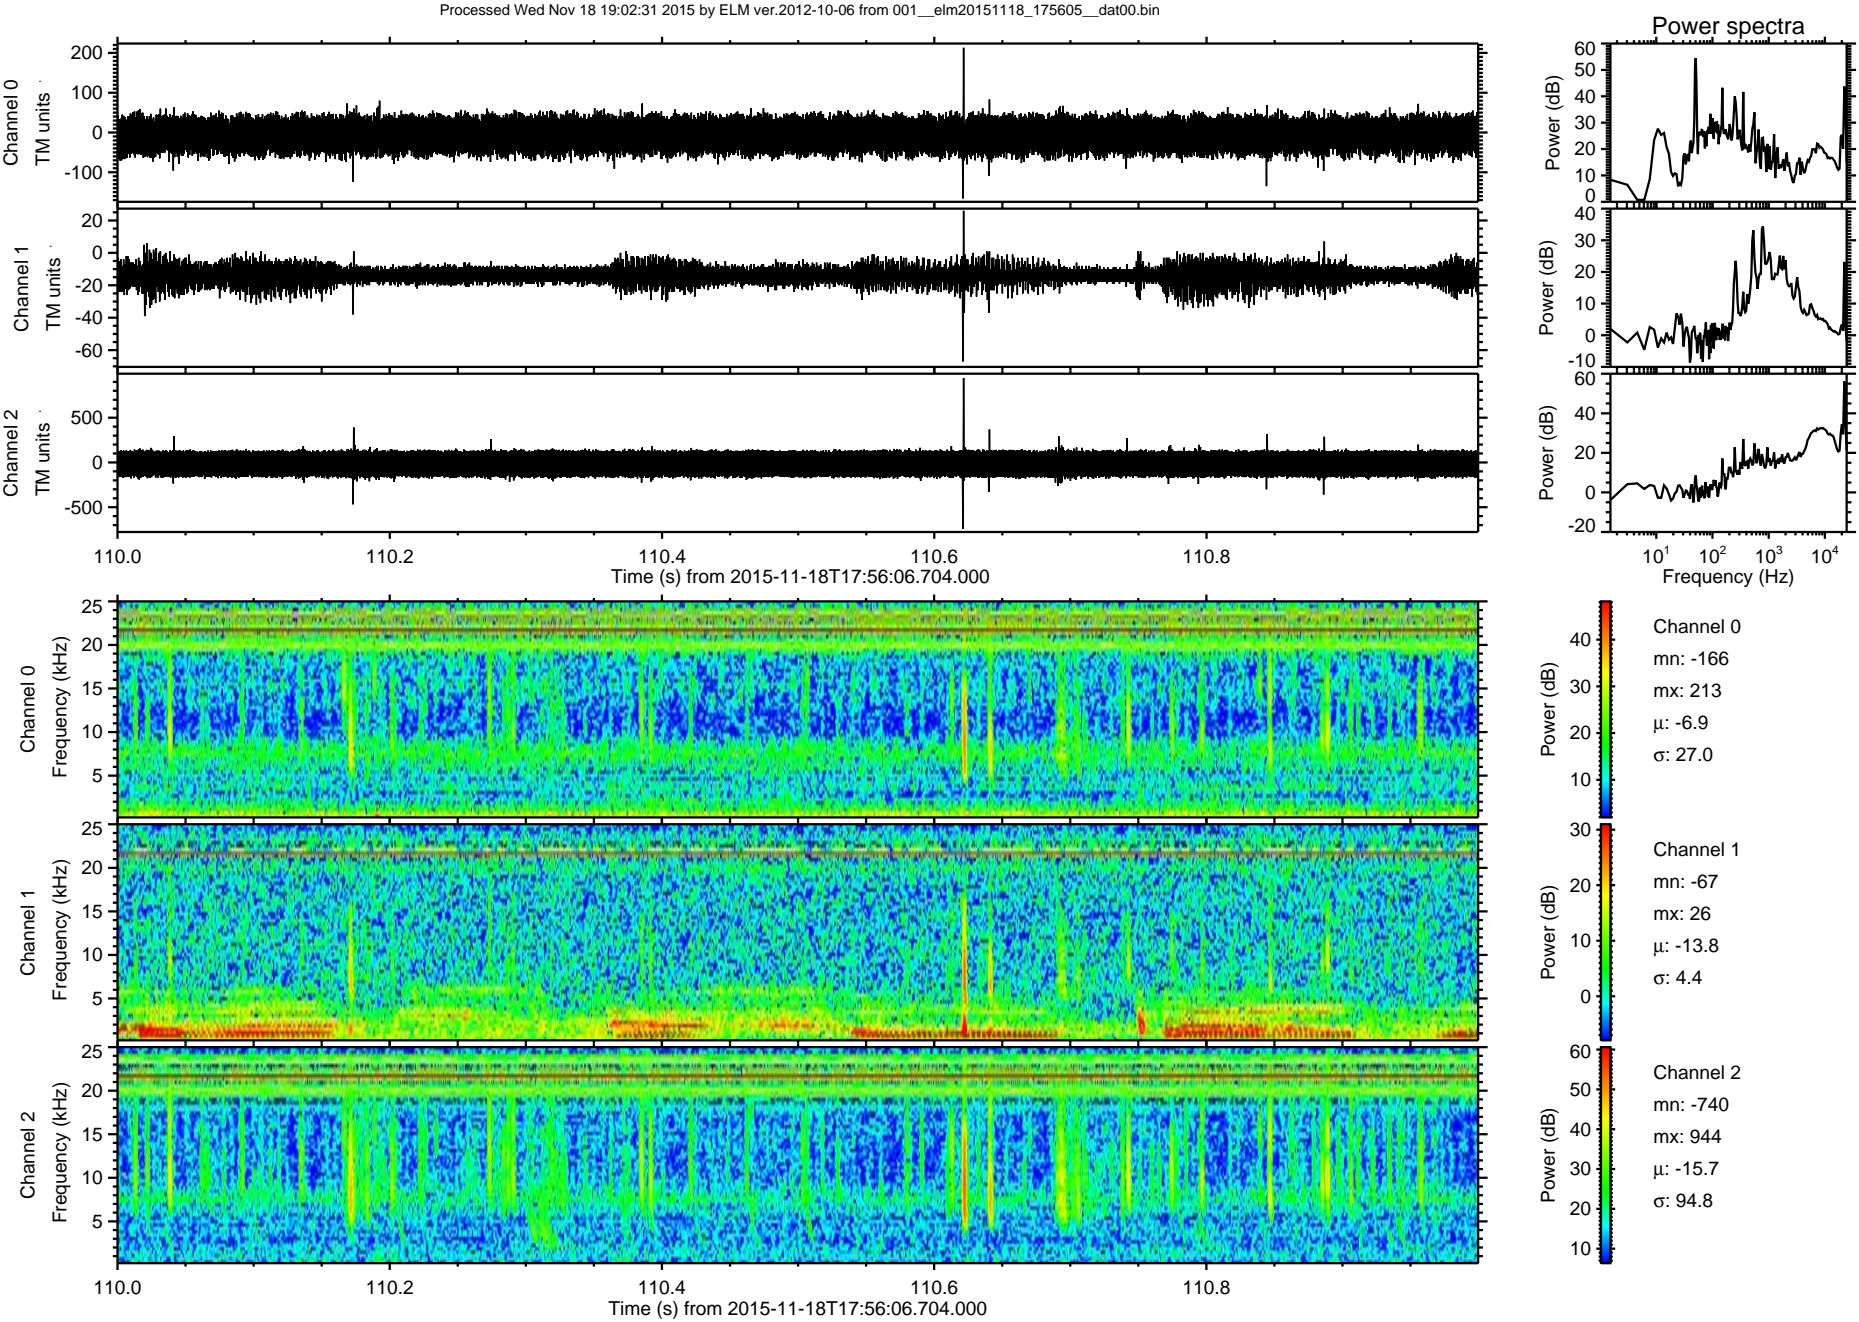 Processed Wed Nov 18 19:02:31 2015 by ELM ver.2012-10-06 from 001__elm20151118_175605__dat00.bin
Power spectra
Channel 0
TM units
200
100
0
-100
Power (dB)
60
50
40
30
20
10
0
Channel 1
TM units
20
0
-20
-40
-60
Power (dB)
40
30
20
10
0
-10
Channel 2
TM units
500
0
-500
Power (dB)
60
40
20
0
-20
110.0 110.2 110.4 110.6 110.8
Time (s) from 2015-11-18T17:56:06.704.000
10^1 10^2 10^3 10^4
Frequency (Hz)
Channel 0
Frequency (kHz)
25
20
15
10
5
Power (dB)
40
30
20
10
Channel 0
mn: -166
mx: 213
µ: -6.9
σ: 27.0
Channel 1
Frequency (kHz)
25
20
15
10
5
Power (dB)
30
20
10
0
Channel 1
mn: -67
mx: 26
µ: -13.8
σ: 4.4
Channel 2
Frequency (kHz)
25
20
15
10
5
Power (dB)
60
50
40
30
20
10
Channel 2
mn: -740
mx: 944
µ: -15.7
σ: 94.8
110.0 110.2 110.4 110.6 110.8
Time (s) from 2015-11-18T17:56:06.704.000